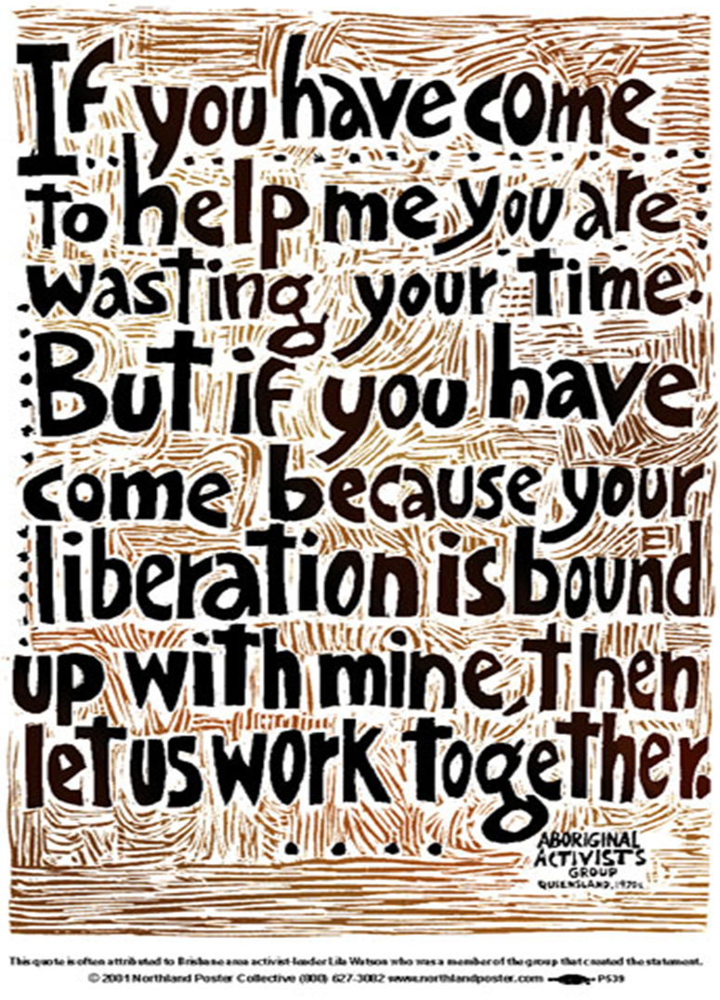 If you have come
to help me you are
wasting your time.
But if you have
come because your
liberation is bound
up with mine, then
let us work together.
ABORIGINAL
ACTIVISTS
GROUP
QUEENSLAND, 1970s
This quote is often attributed to Brisbane area activist-leader Lila Watson who was a member of the group that created the statement.
© 2001 Northland Poster Collective (800) 627-3082 www.northlandposter.com P539